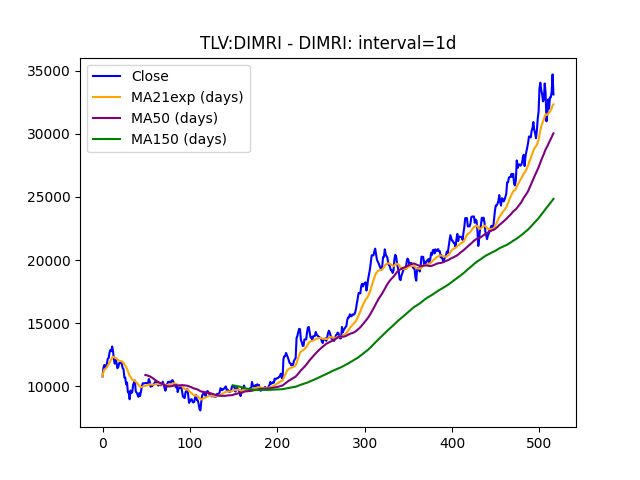 TLV:DIMRI - DIMRI: interval=1d
Close
MA21exp (days)
MA50 (days)
MA150 (days)
35000
30000
25000
20000
15000
10000
0 100 200 300 400 500